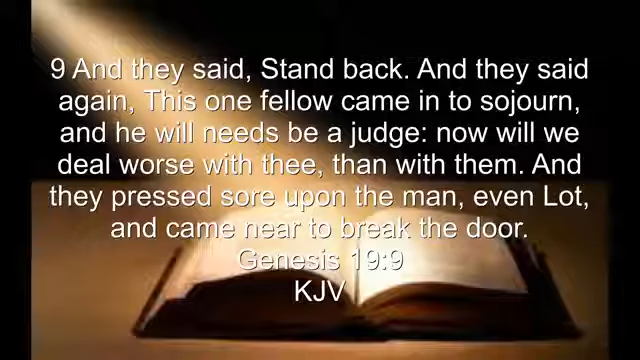 9 And they said, Stand back. And they said
again, This one fellow came in to sojourn,
and he will needs be a judge: now will we
deal worse with thee, than with them. And
they pressed sore upon the man, even Lot,
and came near to break the door.
Genesis 19:9
KJV